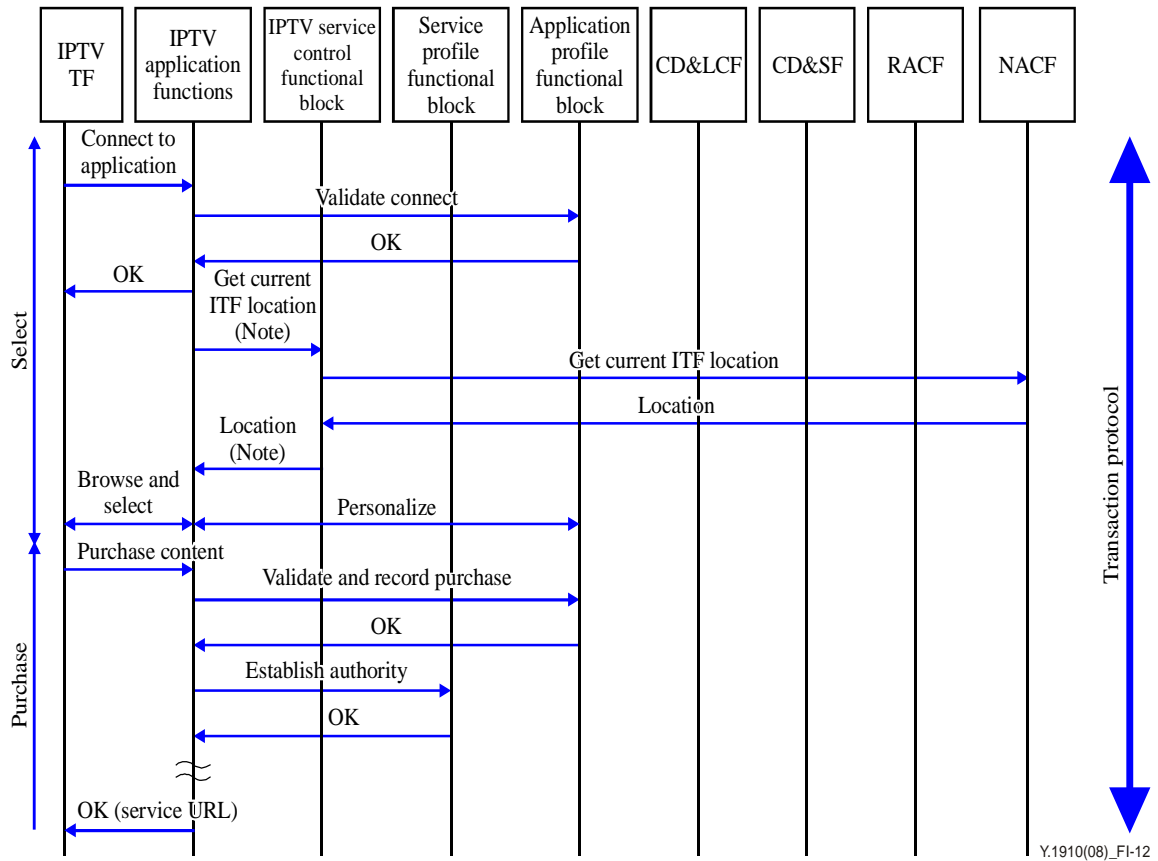 IPTV
TF
IPTV
application
functions
IPTV service
control
functional
block
Service
profile
functional
block
Application
profile
functional
block
CD&LCF
CD&SF
RACF
NACF
Connect to
application
Validate connect
OK
OK
Get current
ITF location
(Note)
Get current ITF location
Location
Location
(Note)
Browse and
select
Personalize
Select
Purchase content
Validate and record purchase
OK
Establish authority
OK
OK (service URL)
Purchase
Transaction protocol
Y.1910(08)_FI-12